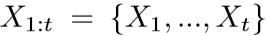 X_{1:t} = {X_1, ..., X_t}